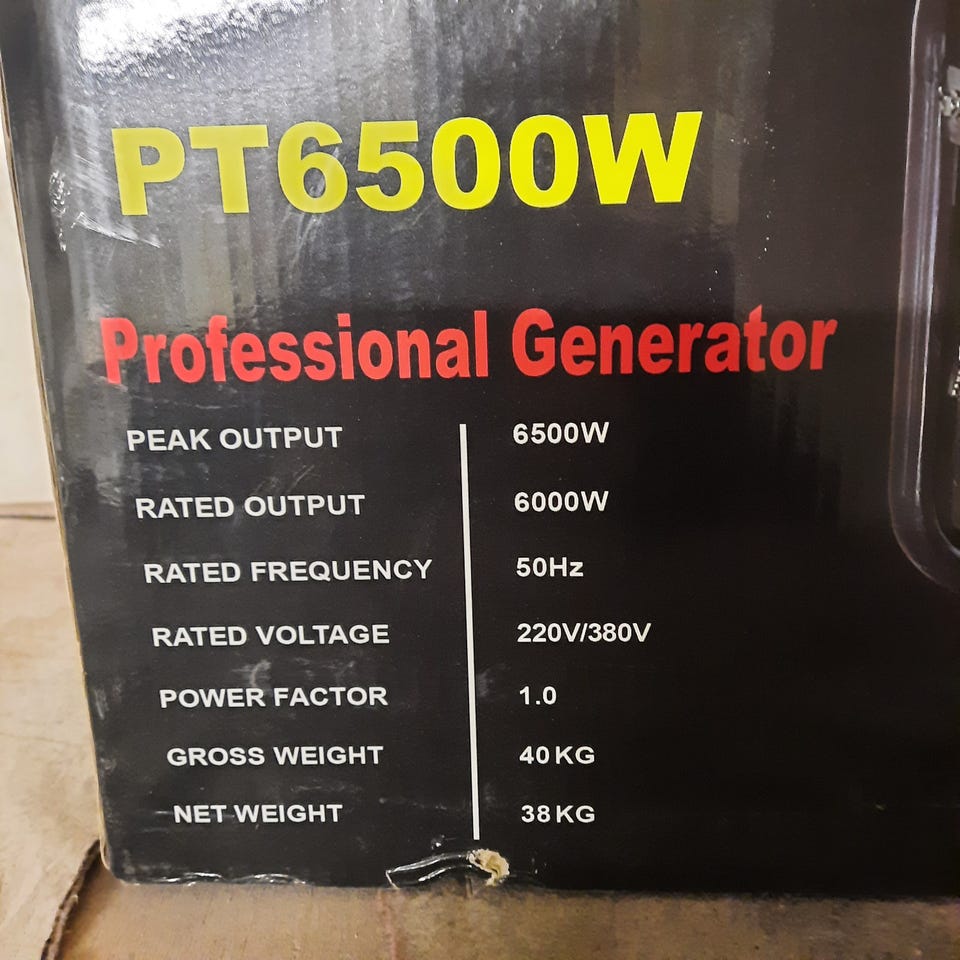 PT6500W
Professional Generator
PEAK OUTPUT 6500W
RATED OUTPUT 6000W
RATED FREQUENCY 50Hz
RATED VOLTAGE 220V/380V
POWER FACTOR 1.0
GROSS WEIGHT 40KG
NET WEIGHT 38KG